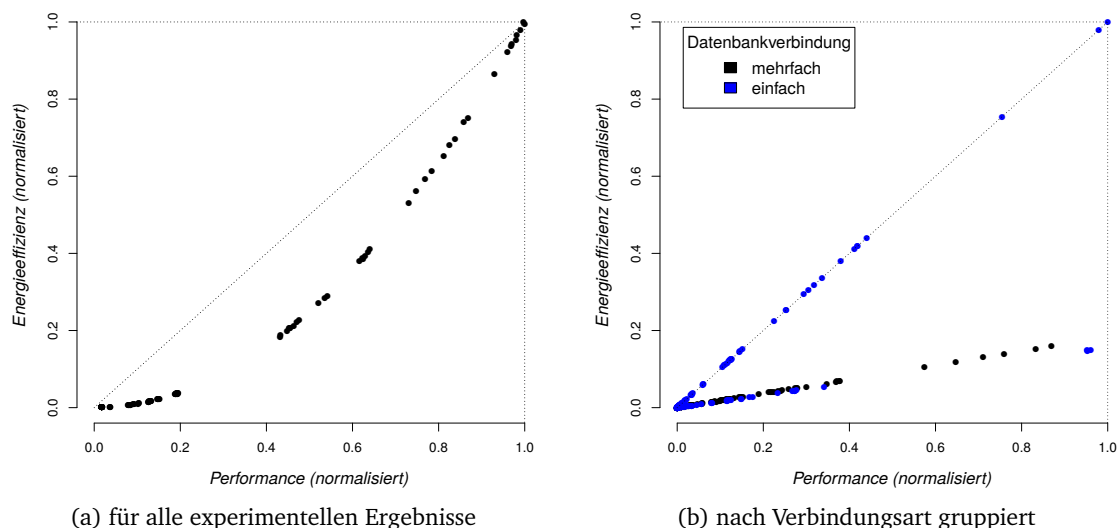 1.0
0.8
0.6
0.4
0.2
0.0
Energieeffizienz (normalisiert)
0.0 0.2 0.4 0.6 0.8 1.0
Performance (normalisiert)
(a) für alle experimentellen Ergebnisse
1.0
0.8
0.6
0.4
0.2
0.0
Energieeffizienz (normalisiert)
Datenbankverbindung
mehrfach
einfach
0.0 0.2 0.4 0.6 0.8 1.0
Performance (normalisiert)
(b) nach Verbindungsart gruppiert